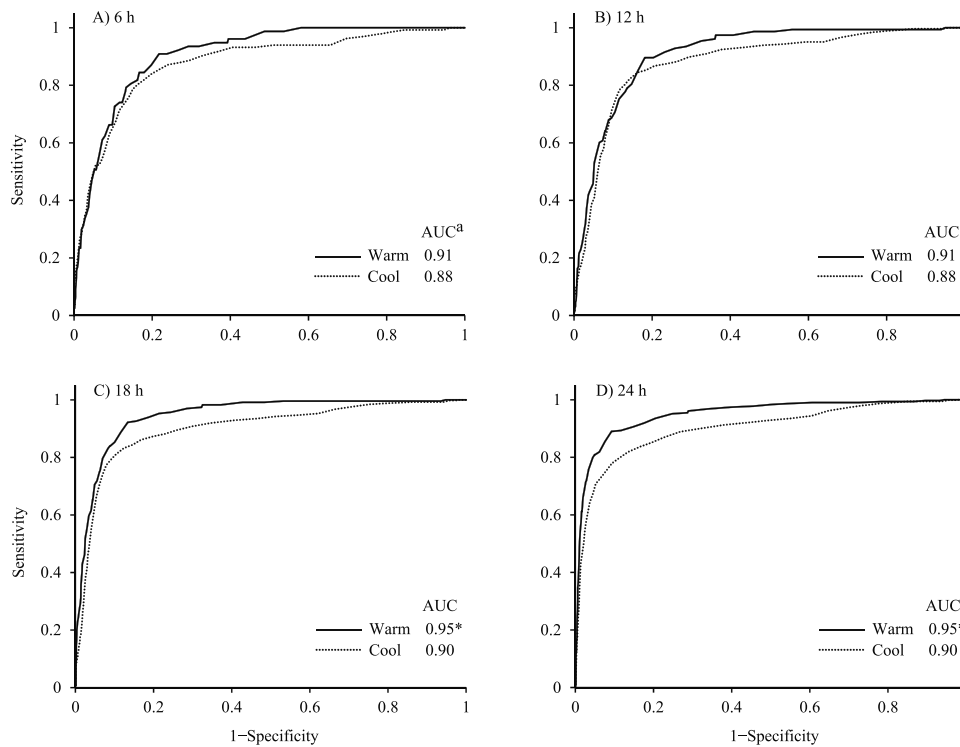 A) 6 h
1
0.8
0.6
0.4
0.2
0
Sensitivity
AUCᵃ
Warm 0.91
Cool 0.88
0 0.2 0.4 0.6 0.8 1
B) 12 h
1
0.8
0.6
0.4
0.2
0
AUC
Warm 0.91
Cool 0.88
0 0.2 0.4 0.6 0.8
C) 18 h
1
0.8
0.6
0.4
0.2
0
Sensitivity
AUC
Warm 0.95*
Cool 0.90
0 0.2 0.4 0.6 0.8 1
1−Specificity
D) 24 h
1
0.8
0.6
0.4
0.2
0
AUC
Warm 0.95*
Cool 0.90
0 0.2 0.4 0.6 0.8
1−Specificity